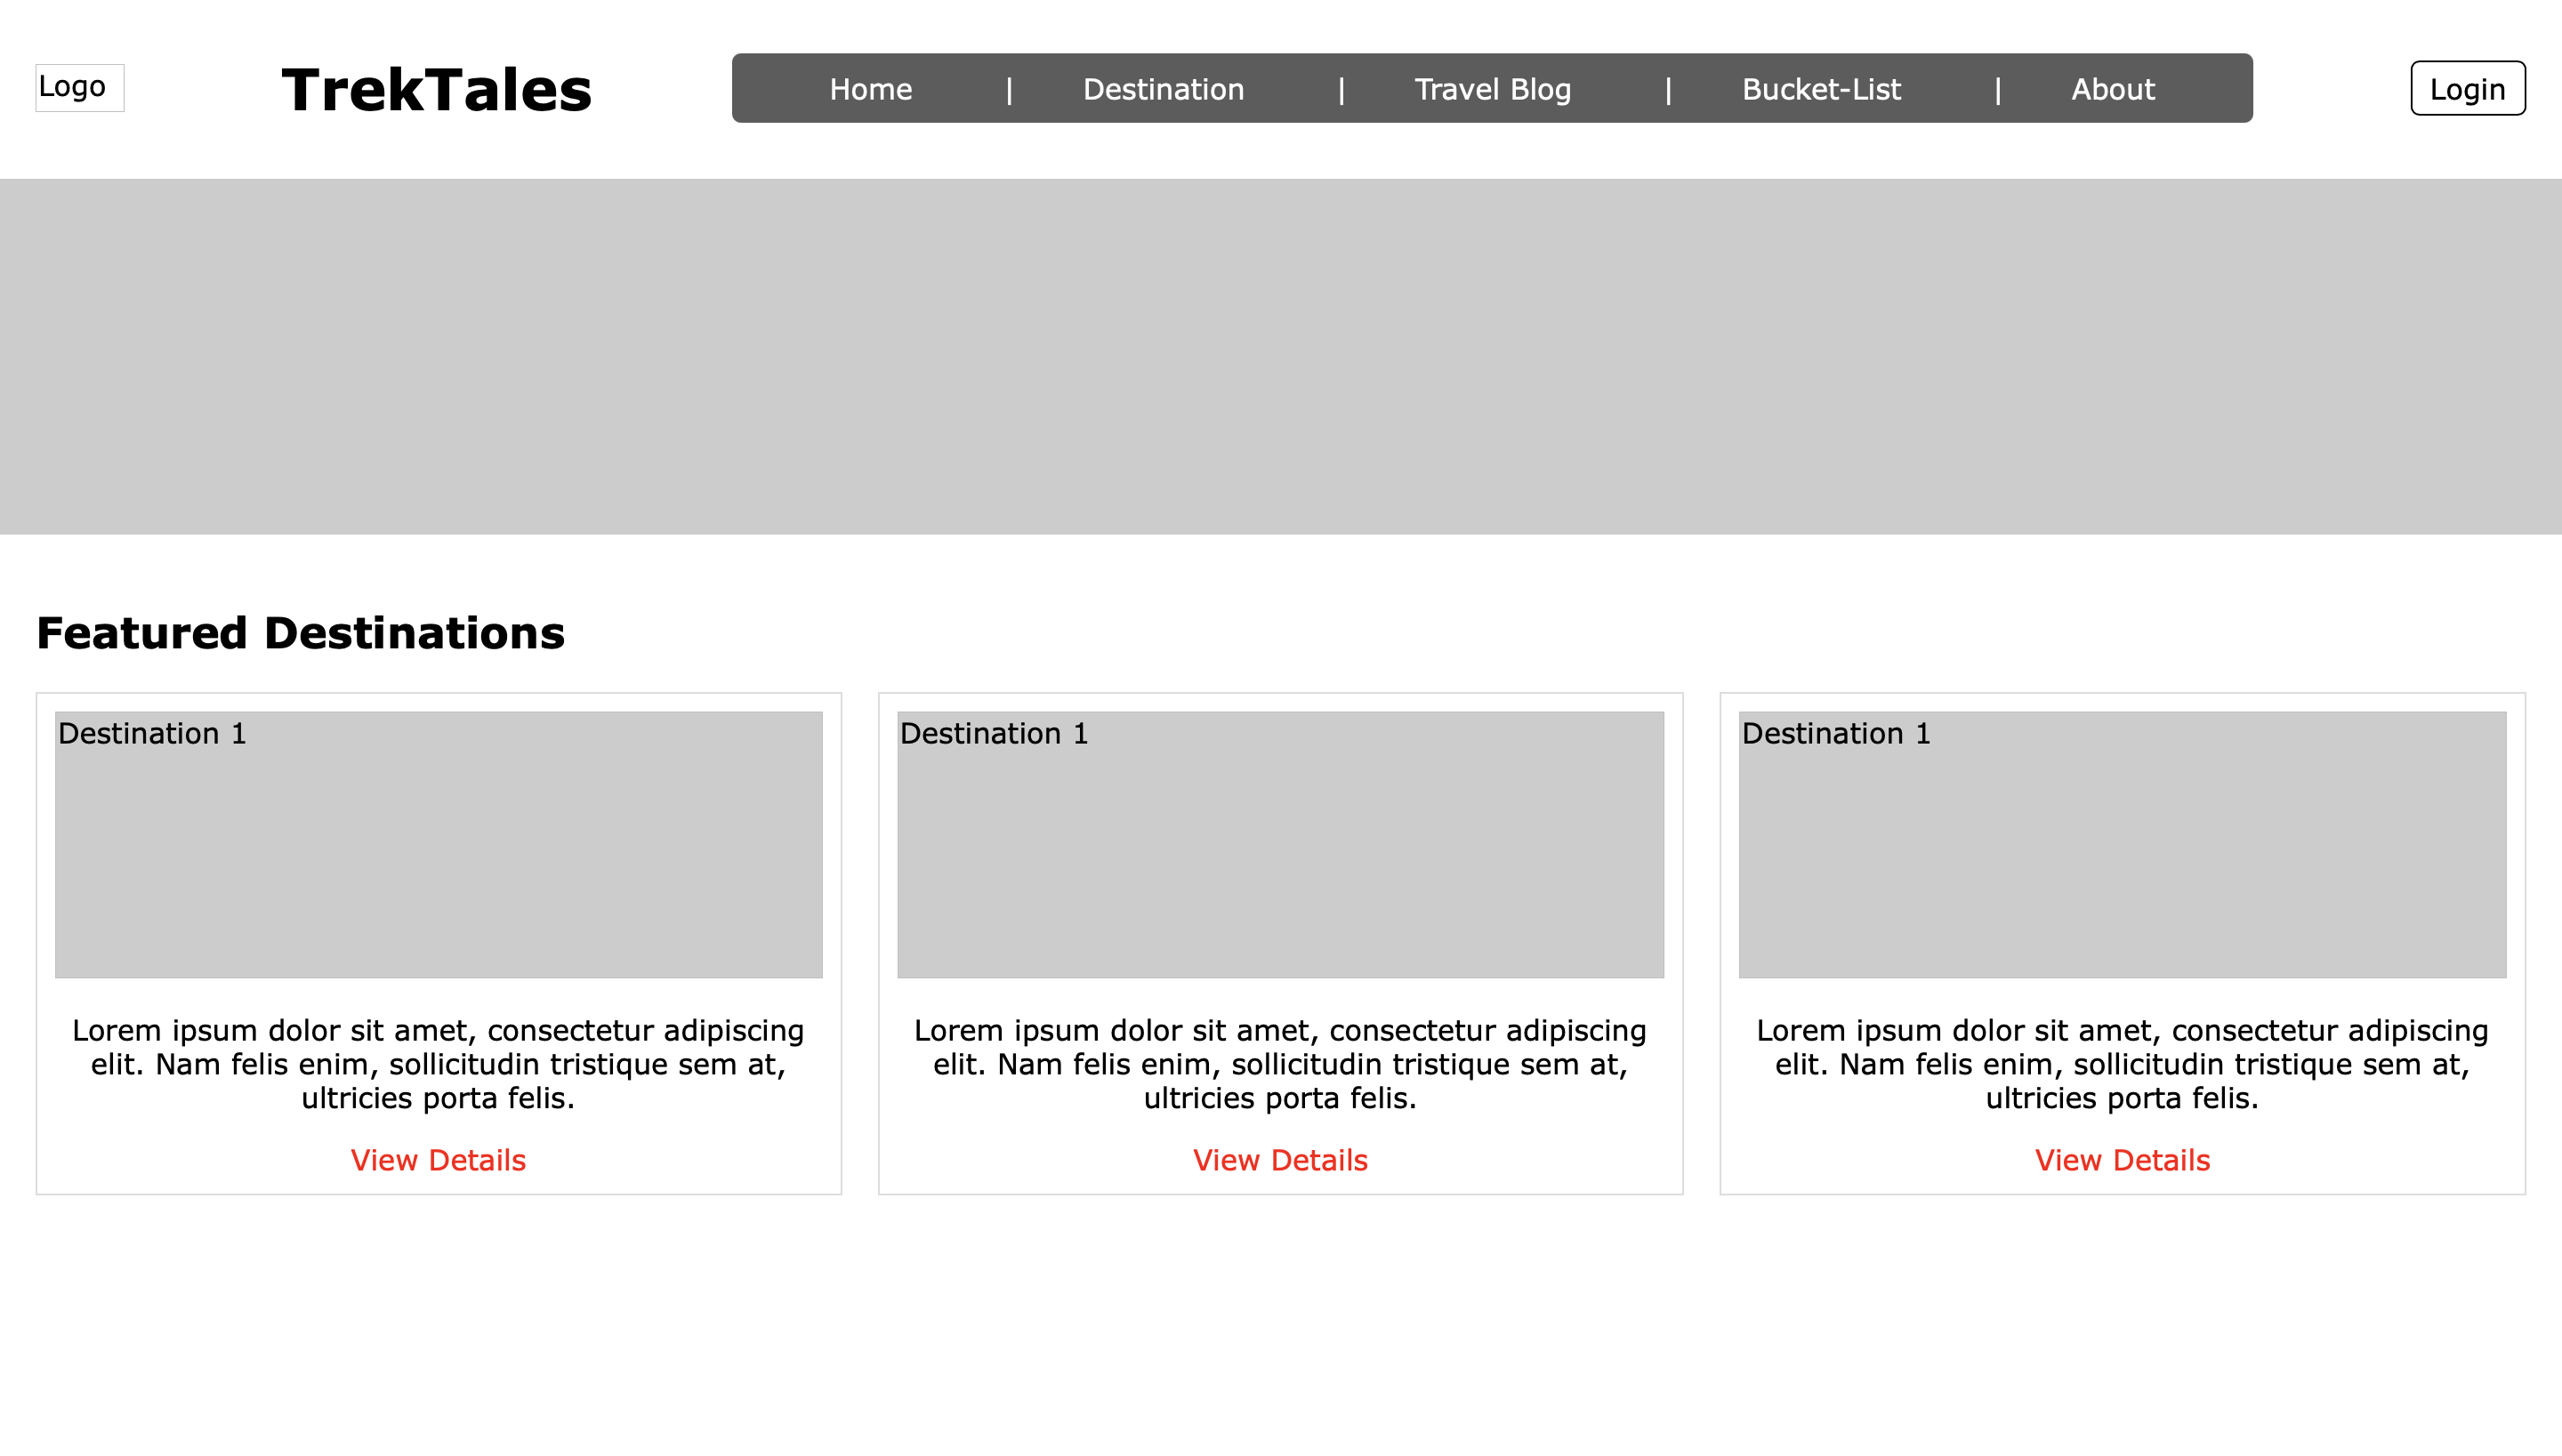 Logo
TrekTales
Home | Destination | Travel Blog | Bucket-List | About
Login
Featured Destinations
Destination 1
Lorem ipsum dolor sit amet, consectetur adipiscing
elit. Nam felis enim, sollicitudin tristique sem at,
ultricies porta felis.
View Details
Destination 1
Lorem ipsum dolor sit amet, consectetur adipiscing
elit. Nam felis enim, sollicitudin tristique sem at,
ultricies porta felis.
View Details
Destination 1
Lorem ipsum dolor sit amet, consectetur adipiscing
elit. Nam felis enim, sollicitudin tristique sem at,
ultricies porta felis.
View Details